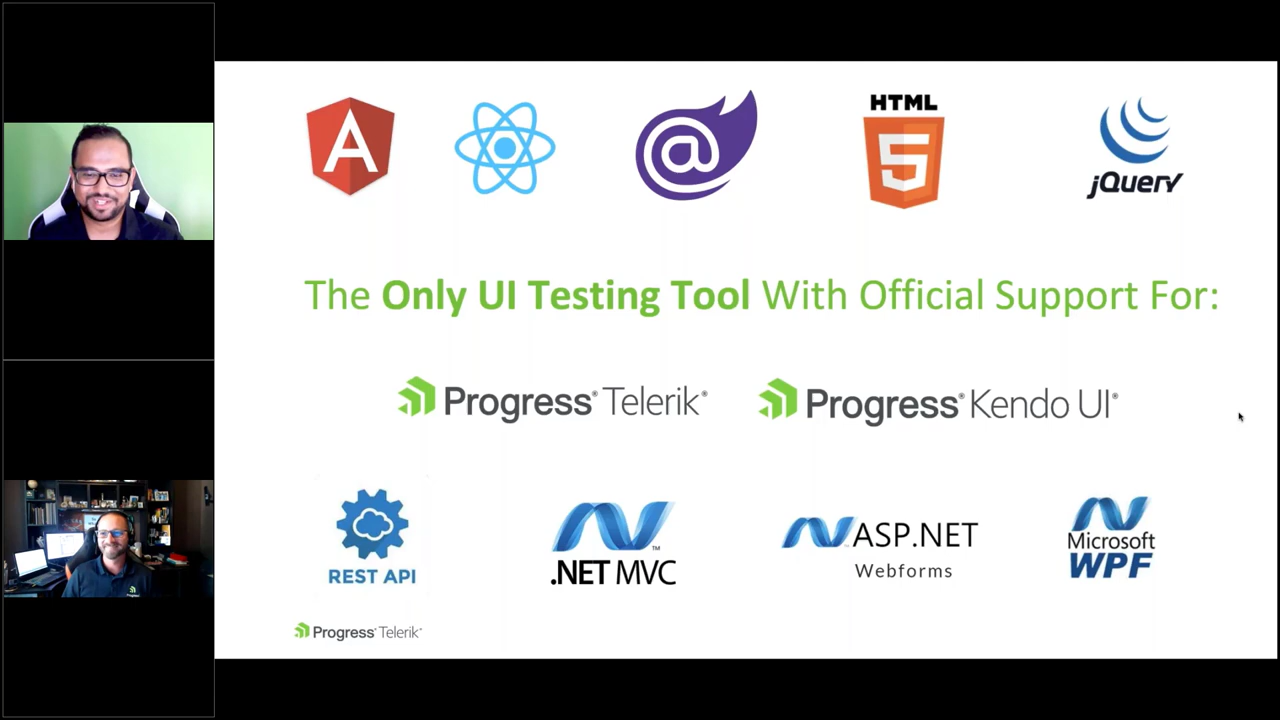 HTML
5
jQuery
The Only UI Testing Tool With Official Support For:
Progress® Telerik®
Progress® Kendo UI®
REST API
.NET MVC
ASP.NET
Webforms
Microsoft
WPF
Progress® Telerik®